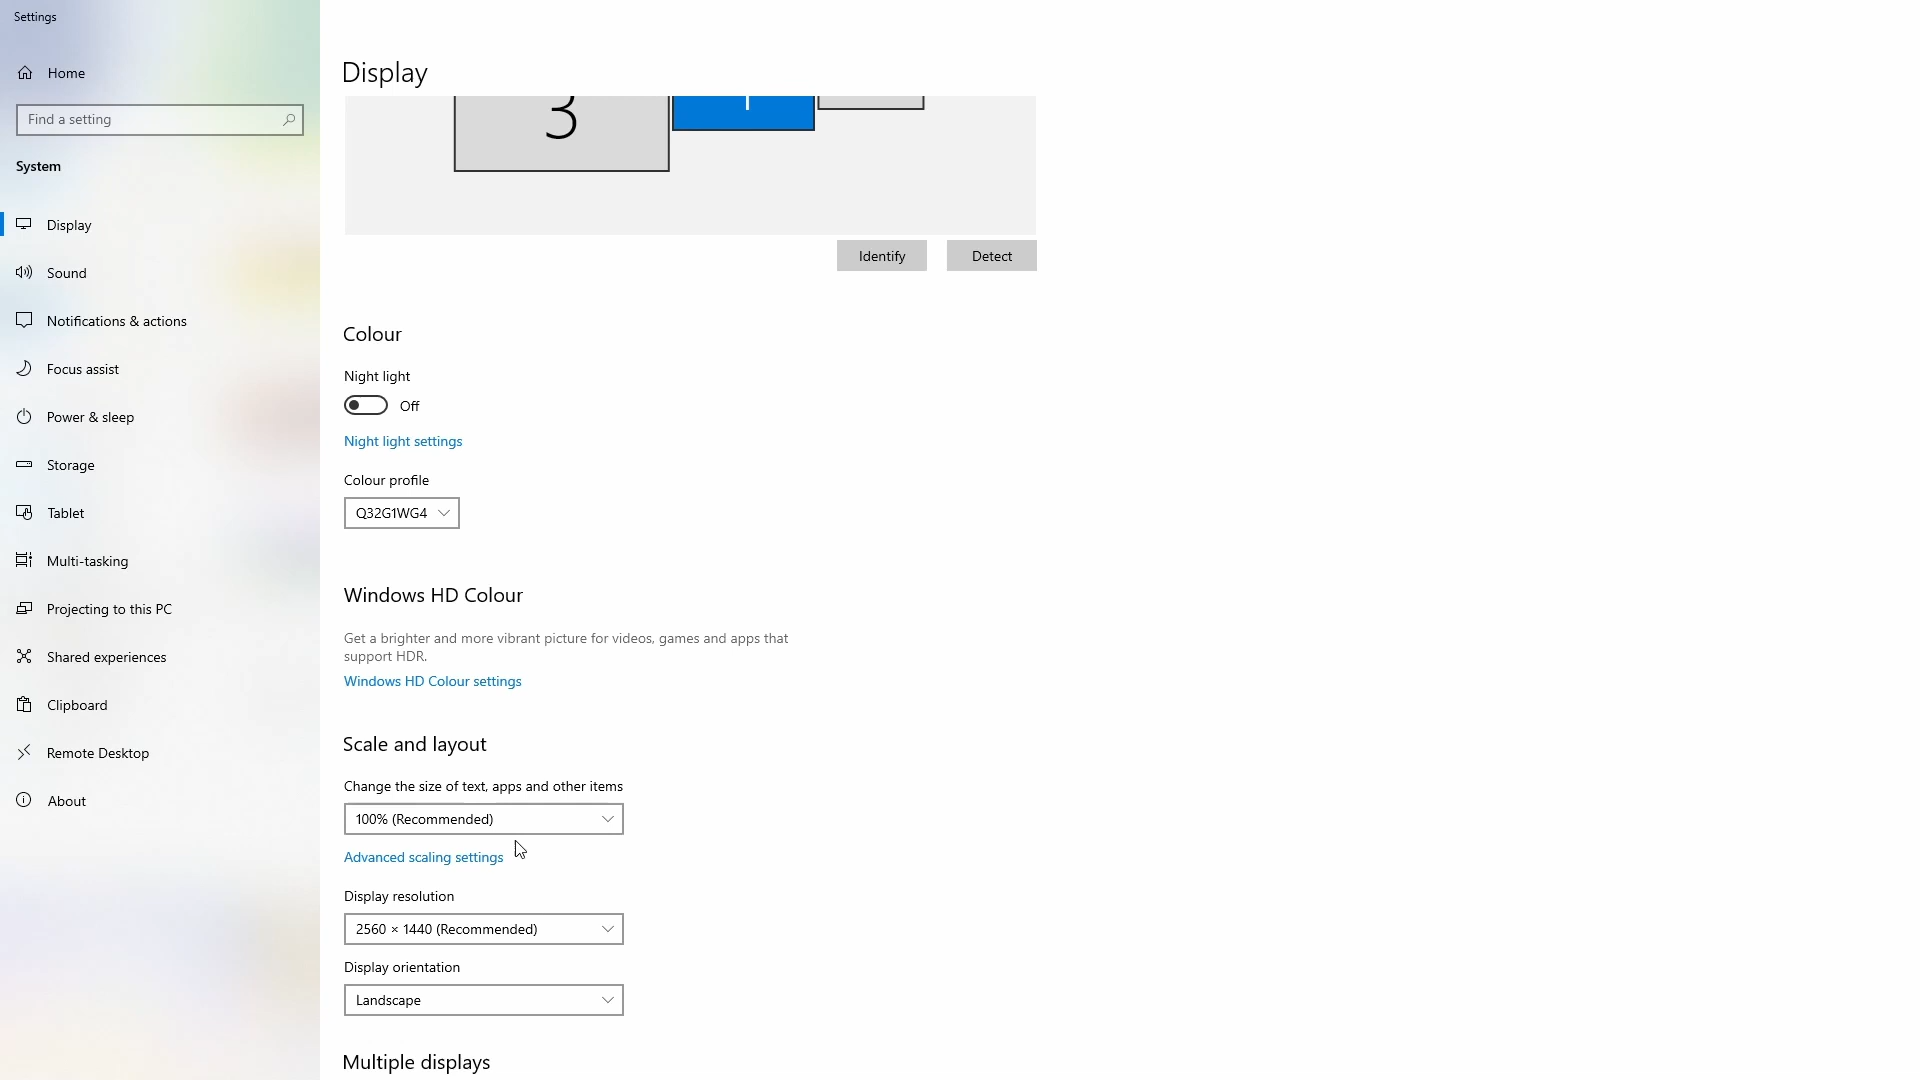 Settings
Home
Find a setting
System
Display
Sound
Notifications & actions
Focus assist
Power & sleep
Storage
Tablet
Multi-tasking
Projecting to this PC
Shared experiences
Clipboard
Remote Desktop
About
Display
3
Identify
Detect
Colour
Night light
Off
Night light settings
Colour profile
Q32G1WG4
Windows HD Colour
Get a brighter and more vibrant picture for videos, games and apps that
support HDR.
Windows HD Colour settings
Scale and layout
Change the size of text, apps and other items
100% (Recommended)
Advanced scaling settings
Display resolution
2560 × 1440 (Recommended)
Display orientation
Landscape
Multiple displays